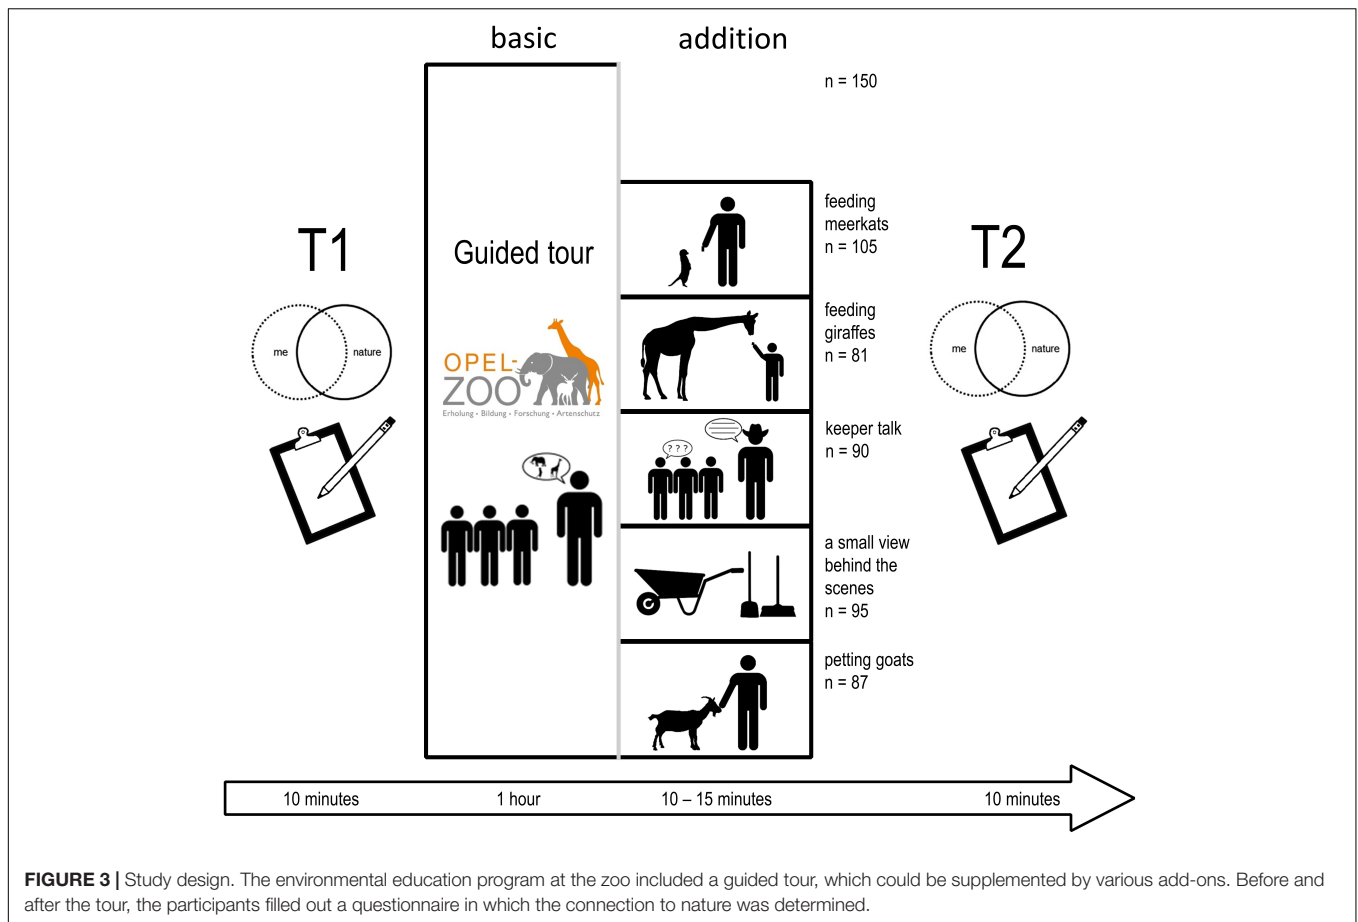 basic
addition
n = 150
T1
me
nature
Guided tour
OPEL-
ZOO
Erholung • Bildung • Forschung • Artenschutz
feeding
meerkats
n = 105
feeding
giraffes
n = 81
? ? ?
keeper talk
n = 90
a small view
behind the
scenes
n = 95
petting goats
n = 87
T2
me
nature
10 minutes
1 hour
10 – 15 minutes
10 minutes
FIGURE 3 | Study design. The environmental education program at the zoo included a guided tour, which could be supplemented by various add-ons. Before and
after the tour, the participants filled out a questionnaire in which the connection to nature was determined.